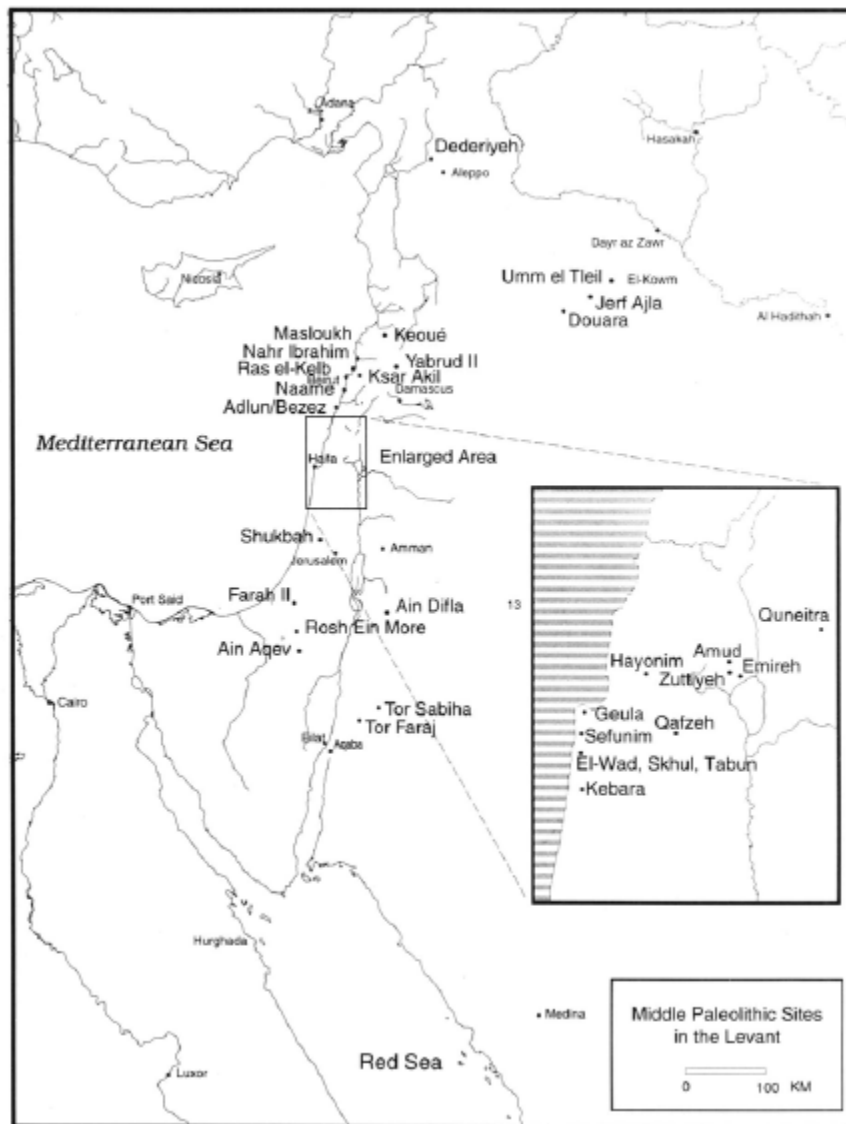 Adana
Dederiyeh
Aleppo
Hasakah
Dayr az Zawr
Nicosia
Umm el Tleil
El-Kowm
Jerf Ajla
Douara
Al Hadithah
Masloukh
Keoué
Nahr Ibrahim
Yabrud II
Ras el-Kelb
Beirut
Ksar Akil
Naame
Damascus
Adlun/Bezez
Mediterranean Sea
Haifa
Enlarged Area
Shukbah
Jerusalem
Amman
Port Said
Farah II
Ain Difla
13
Rosh Ein More
Ain Aqev
Quneitra
Amud
Hayonim
Emireh
Zuttiyeh
Cairo
Tor Sabiha
Tor Faraj
Eilat
Aqaba
Geula
Qafzeh
Sefunim
El-Wad, Skhul, Tabun
Kebara
Hurghada
Medina
Middle Paleolithic Sites
in the Levant
0 100 KM
Red Sea
Luxor